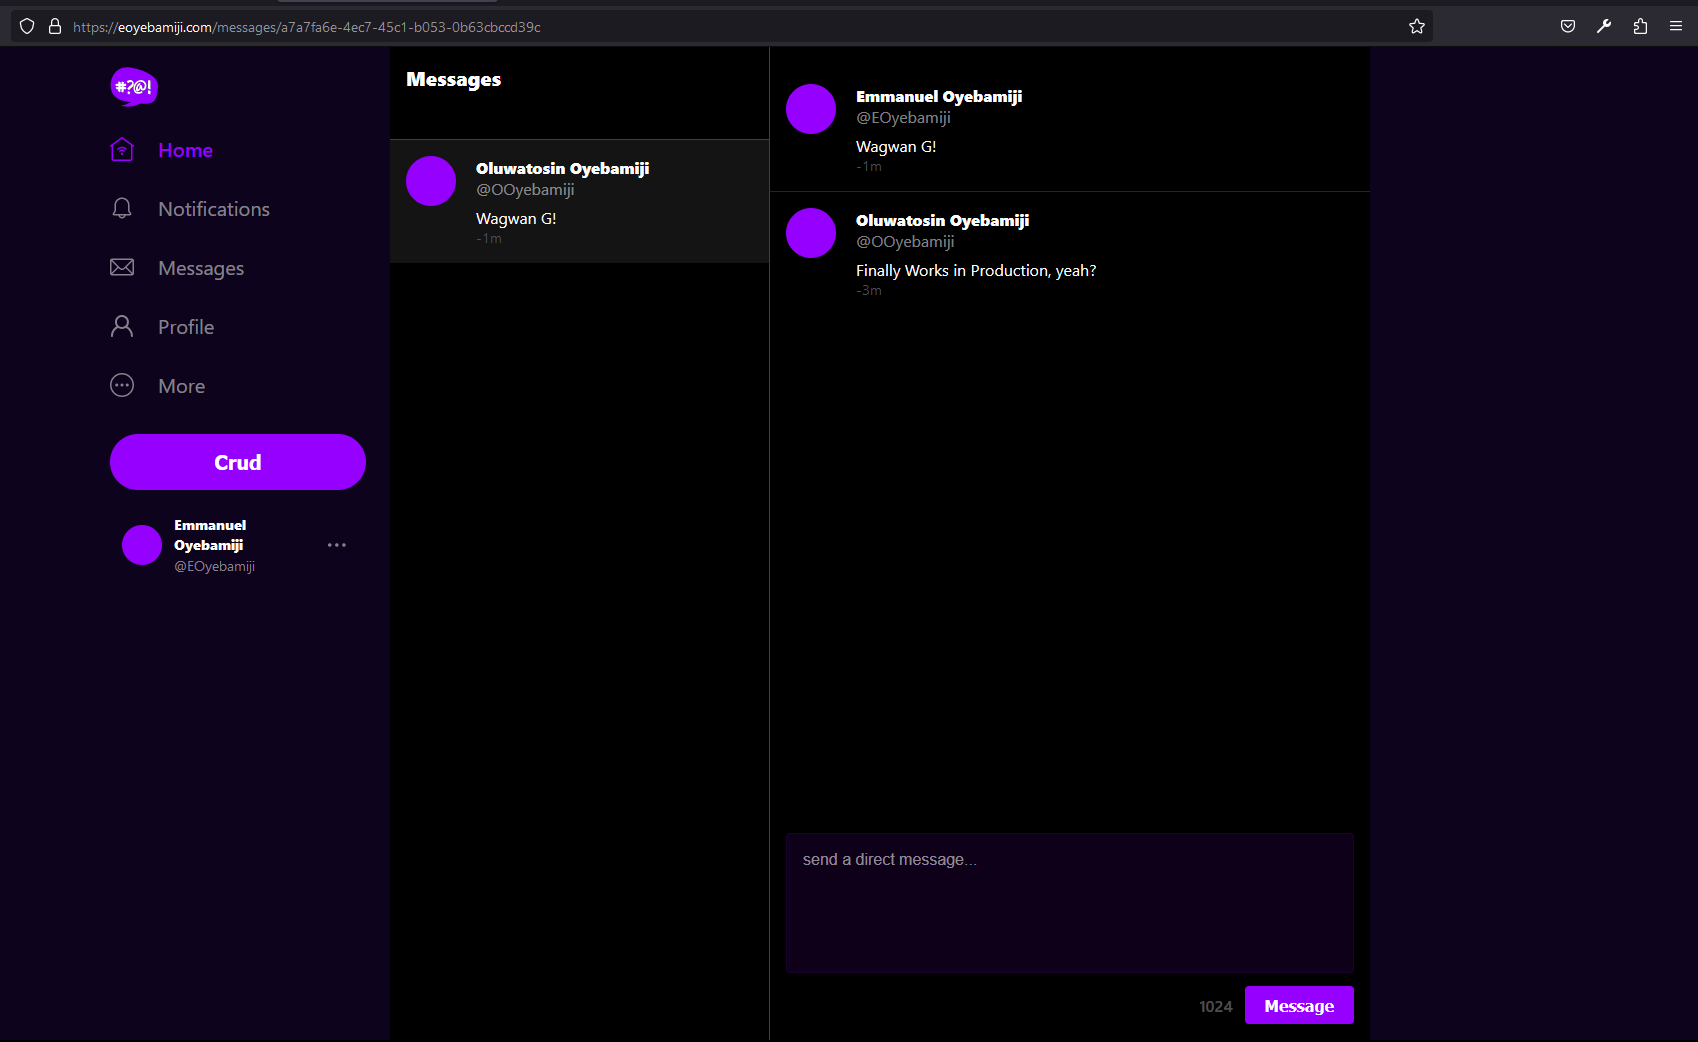 https://eoyebamiji.com/messages/a7a7fa6e-4ec7-45c1-b053-0b63cbccd39c
#?@!
Home
Notifications
Messages
Profile
More
Crud
Emmanuel
Oyebamiji
@EOyebamiji
Messages
Oluwatosin Oyebamiji
@OOyebamiji
Wagwan G!
-1m
Emmanuel Oyebamiji
@EOyebamiji
Wagwan G!
-1m
Oluwatosin Oyebamiji
@OOyebamiji
Finally Works in Production, yeah?
-3m
send a direct message...
1024
Message